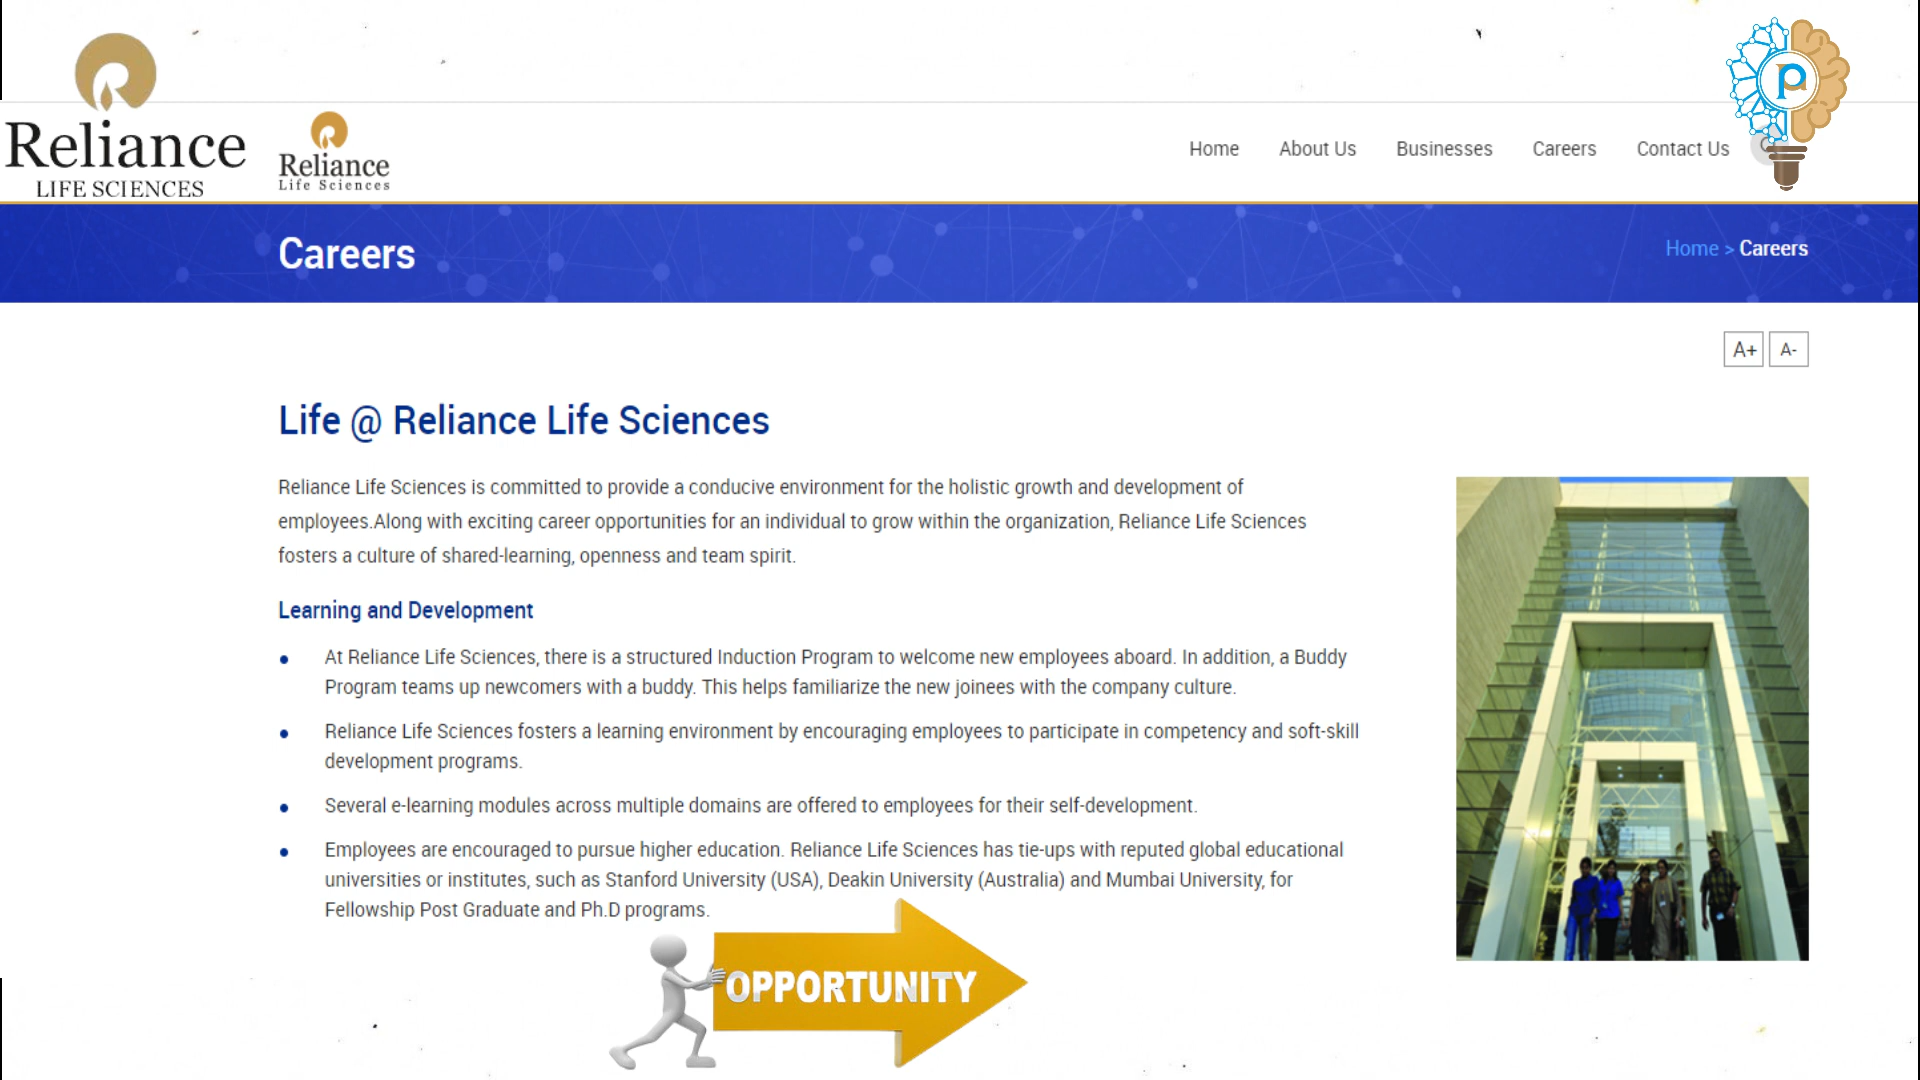 Reliance
LIFE SCIENCES
Reliance
Life Sciences
Home About Us Businesses Careers Contact Us
P
Careers
Home > Careers
A+ A-
Life @ Reliance Life Sciences
Reliance Life Sciences is committed to provide a conducive environment for the holistic growth and development of
employees.Along with exciting career opportunities for an individual to grow within the organization, Reliance Life Sciences
fosters a culture of shared-learning, openness and team spirit.
Learning and Development
At Reliance Life Sciences, there is a structured Induction Program to welcome new employees aboard. In addition, a Buddy
Program teams up newcomers with a buddy. This helps familiarize the new joinees with the company culture.
Reliance Life Sciences fosters a learning environment by encouraging employees to participate in competency and soft-skill
development programs.
Several e-learning modules across multiple domains are offered to employees for their self-development.
Employees are encouraged to pursue higher education. Reliance Life Sciences has tie-ups with reputed global educational
universities or institutes, such as Stanford University (USA), Deakin University (Australia) and Mumbai University, for
Fellowship Post Graduate and Ph.D programs.
OPPORTUNITY